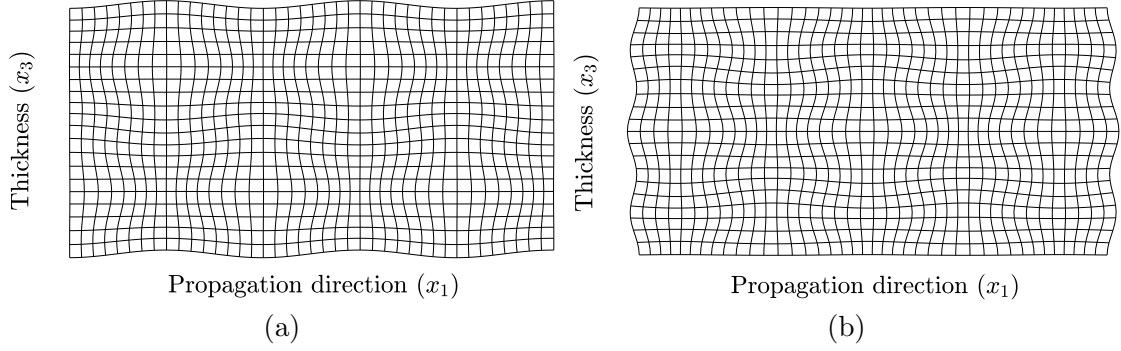 Thickness (x₃)
Propagation direction (x₁)
(a)
Thickness (x₃)
Propagation direction (x₁)
(b)